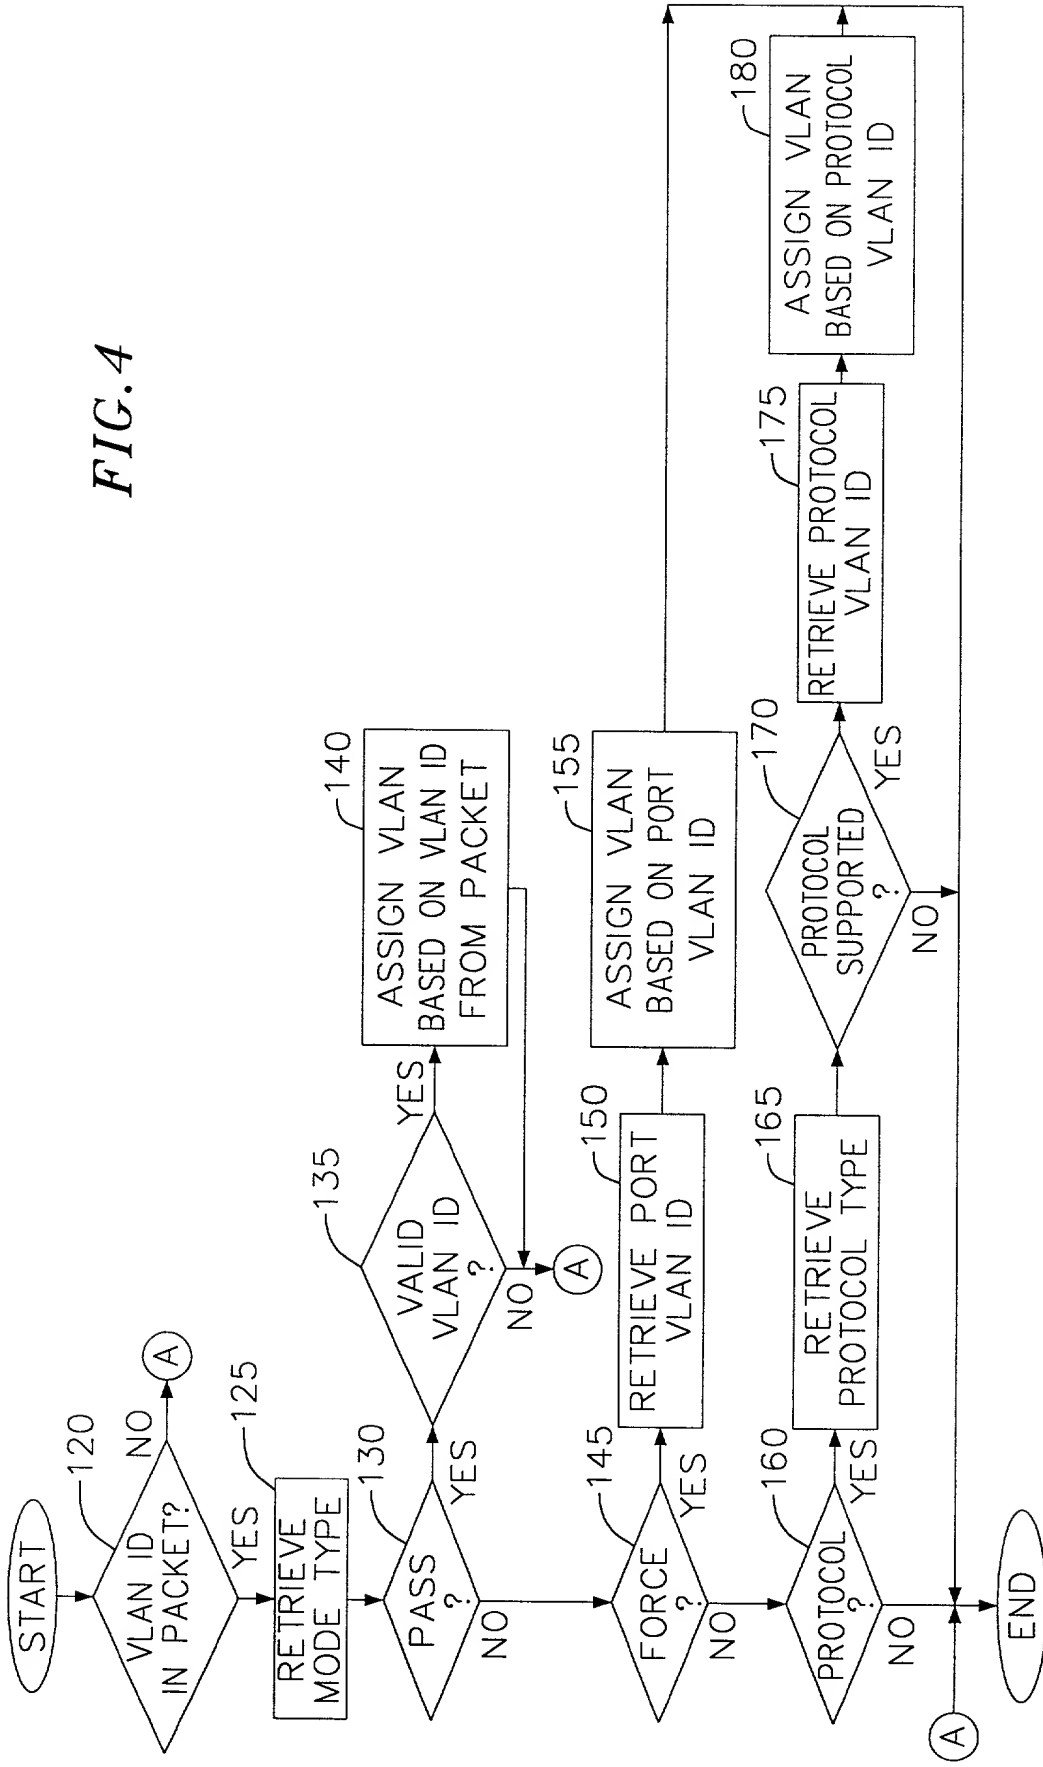 FIG.4
START
120
VLAN ID
IN PACKET?
NO
A
YES
125
RETRIEVE
MODE TYPE
130
PASS
?
YES
NO
135
VALID
VLAN ID
?
YES
NO
A
140
ASSIGN VLAN
BASED ON VLAN ID
FROM PACKET
145
FORCE
?
YES
NO
150
RETRIEVE PORT
VLAN ID
155
ASSIGN VLAN
BASED ON PORT
VLAN ID
160
PROTOCOL
?
YES
NO
165
RETRIEVE
PROTOCOL TYPE
170
PROTOCOL
SUPPORTED
?
YES
NO
175
RETRIEVE PROTOCOL
VLAN ID
180
ASSIGN VLAN
BASED ON PROTOCOL
VLAN ID
A
END